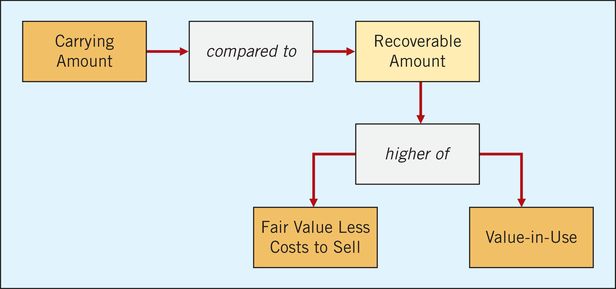 Carrying
Amount
compared to
Recoverable
Amount
higher of
Fair Value Less
Costs to Sell
Value-in-Use